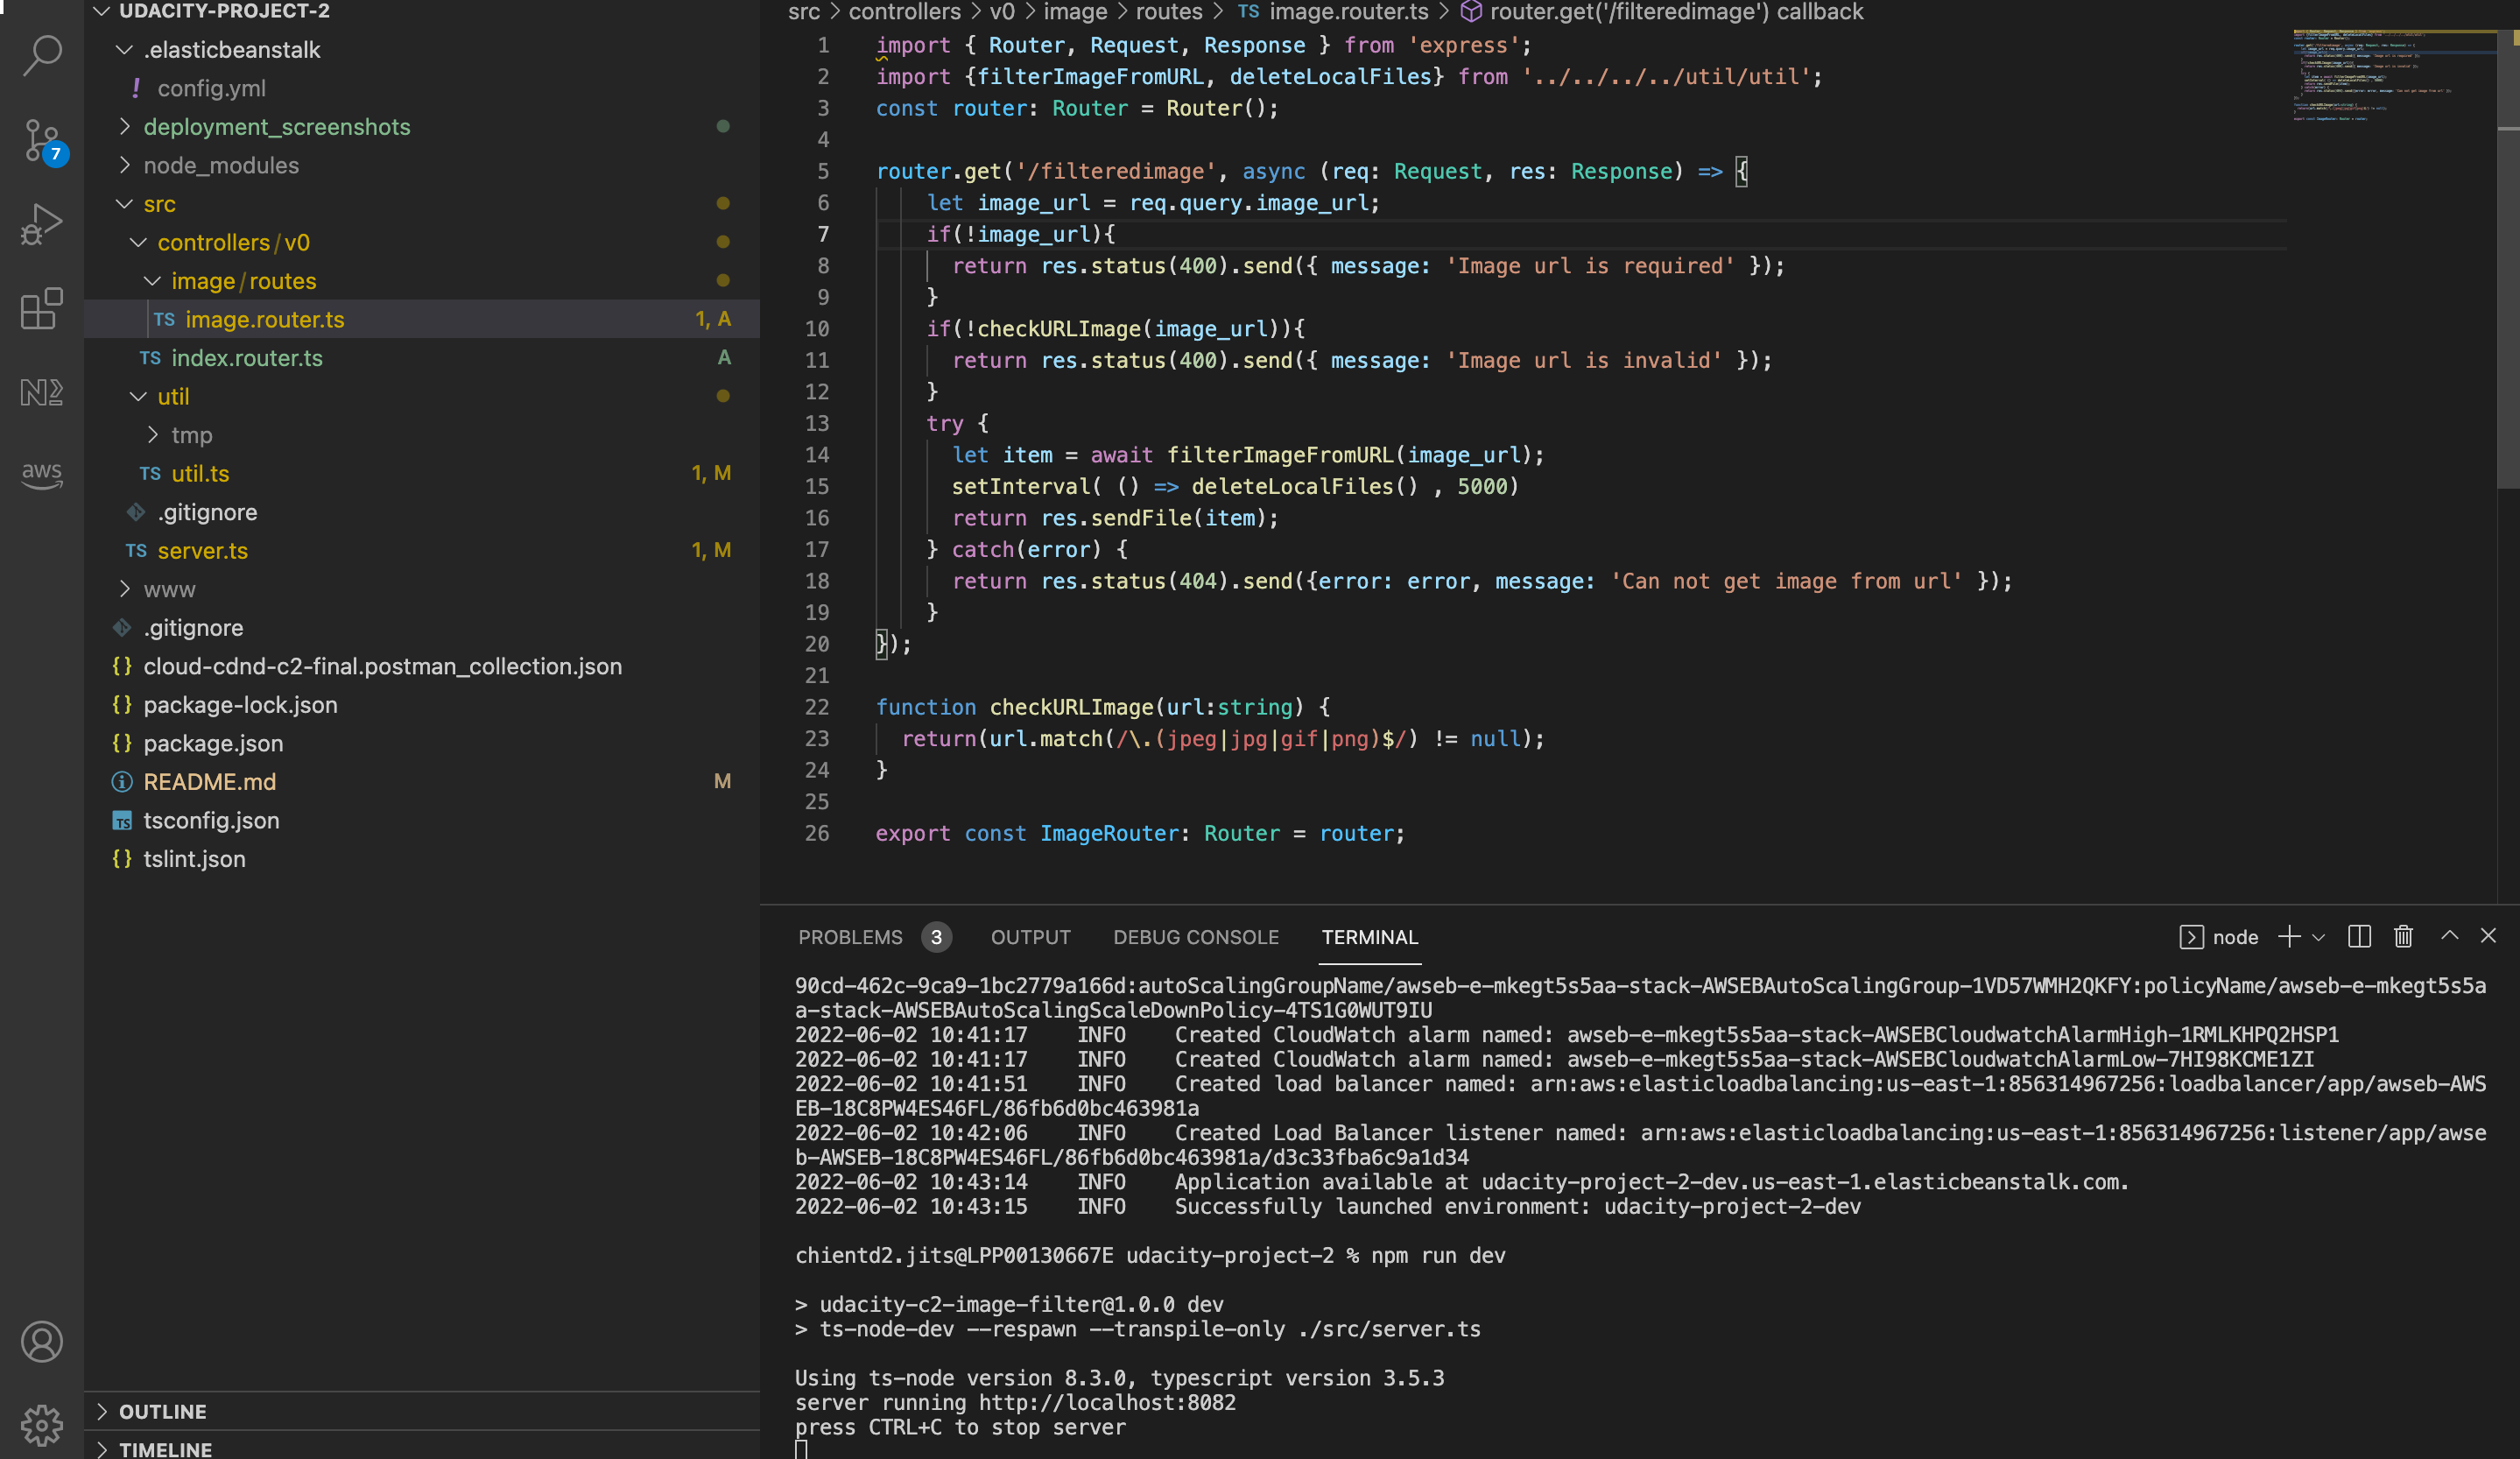 UDACITY-PROJECT-2
.elasticbeanstalk
! config.yml
deployment_screenshots
node_modules
src
controllers/v0
image/routes
TS image.router.ts 1, A
TS index.router.ts A
util
tmp
TS util.ts 1, M
.gitignore
TS server.ts 1, M
www
.gitignore
{} cloud-cdnd-c2-final.postman_collection.json
{} package-lock.json
{} package.json
README.md M
TS tsconfig.json
{} tslint.json
OUTLINE
TIMELINE
7
aws
src > controllers > v0 > image > routes > TS image.router.ts > router.get('/filteredimage') callback
1 import { Router, Request, Response } from 'express';
2 import {filterImageFromURL, deleteLocalFiles} from '../../../../util/util';
3 const router: Router = Router();
4
5 router.get('/filteredimage', async (req: Request, res: Response) => {
6 let image_url = req.query.image_url;
7 if(!image_url){
8 return res.status(400).send({ message: 'Image url is required' });
9 }
10 if(!checkURLImage(image_url)){
11 return res.status(400).send({ message: 'Image url is invalid' });
12 }
13 try {
14 let item = await filterImageFromURL(image_url);
15 setInterval( () => deleteLocalFiles() , 5000)
16 return res.sendFile(item);
17 } catch(error) {
18 return res.status(404).send({error: error, message: 'Can not get image from url' });
19 }
20 });
21
22 function checkURLImage(url:string) {
23 return(url.match(/\.(jpeg|jpg|gif|png)$/) != null);
24 }
25
26 export const ImageRouter: Router = router;
PROBLEMS 3 OUTPUT DEBUG CONSOLE TERMINAL node
90cd-462c-9ca9-1bc2779a166d:autoScalingGroupName/awseb-e-mkegt5s5aa-stack-AWSEBAutoScalingGroup-1VD57WMH2QKFY:policyName/awseb-e-mkegt5s5a
a-stack-AWSEBAutoScalingScaleDownPolicy-4TS1G0WUT9IU
2022-06-02 10:41:17 INFO Created CloudWatch alarm named: awseb-e-mkegt5s5aa-stack-AWSEBCloudwatchAlarmHigh-1RMLKHPQ2HSP1
2022-06-02 10:41:17 INFO Created CloudWatch alarm named: awseb-e-mkegt5s5aa-stack-AWSEBCloudwatchAlarmLow-7HI98KCME1ZI
2022-06-02 10:41:51 INFO Created load balancer named: arn:aws:elasticloadbalancing:us-east-1:856314967256:loadbalancer/app/awseb-AWS
EB-18C8PW4ES46FL/86fb6d0bc463981a
2022-06-02 10:42:06 INFO Created Load Balancer listener named: arn:aws:elasticloadbalancing:us-east-1:856314967256:listener/app/awse
b-AWSEB-18C8PW4ES46FL/86fb6d0bc463981a/d3c33fba6c9a1d34
2022-06-02 10:43:14 INFO Application available at udacity-project-2-dev.us-east-1.elasticbeanstalk.com.
2022-06-02 10:43:15 INFO Successfully launched environment: udacity-project-2-dev
chientd2.jits@LPP00130667E udacity-project-2 % npm run dev
> udacity-c2-image-filter@1.0.0 dev
> ts-node-dev --respawn --transpile-only ./src/server.ts
Using ts-node version 8.3.0, typescript version 3.5.3
server running http://localhost:8082
press CTRL+C to stop server